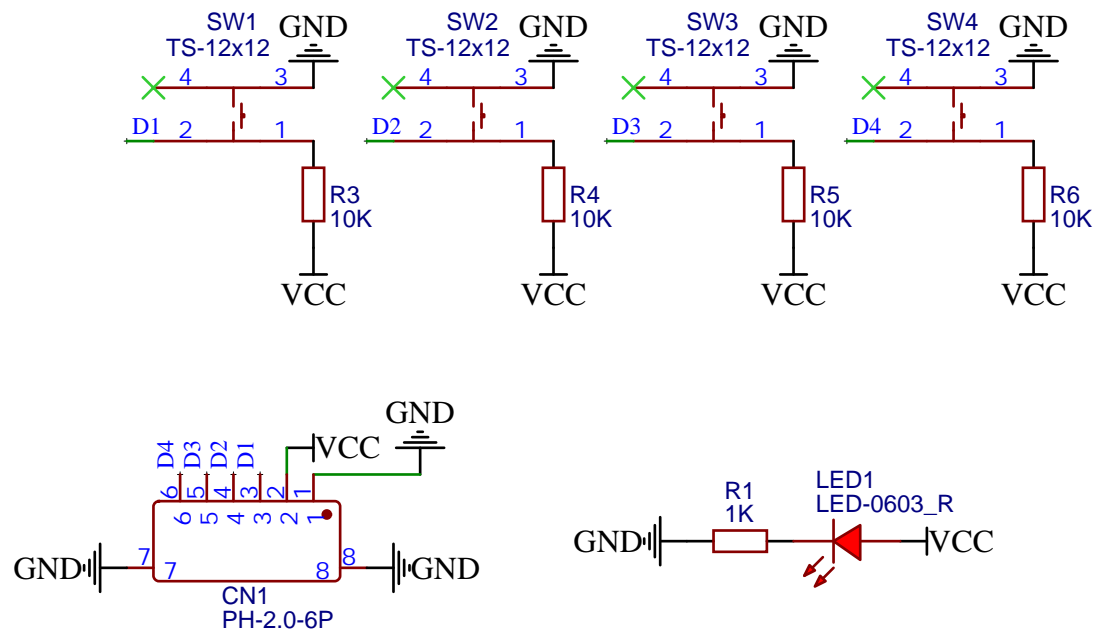 SW1
TS-12x12
GND
4
3
D1
2
1
R3
10K
VCC
SW2
TS-12x12
GND
4
3
D2
2
1
R4
10K
VCC
SW3
TS-12x12
GND
4
3
D3
2
1
R5
10K
VCC
SW4
TS-12x12
GND
4
3
D4
2
1
R6
10K
VCC
GND
VCC
D4
D3
D2
D1
6
5
4
3
2
1
6
5
4
3
2
1
GND
7
7
8
8
GND
CN1
PH-2.0-6P
GND
R1
1K
LED1
LED-0603_R
VCC